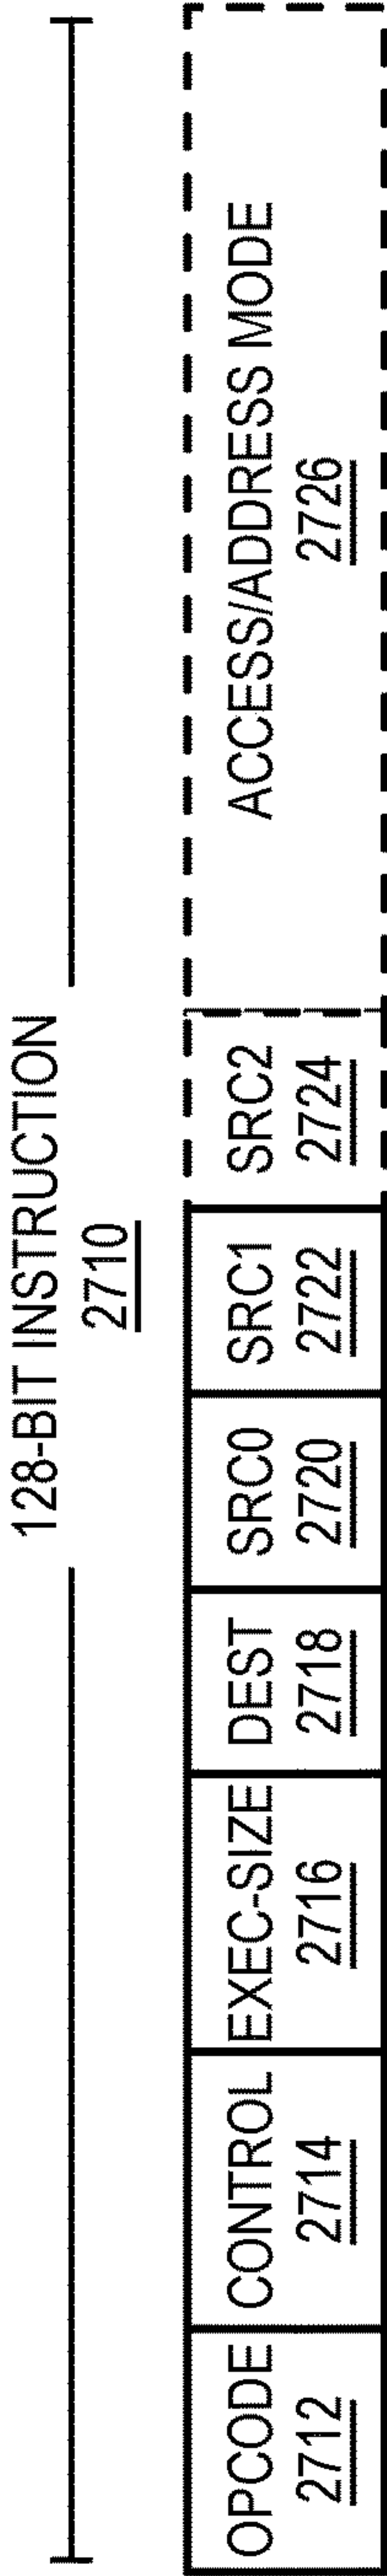 128-BIT INSTRUCTION
2710
OPCODE
2712
CONTROL
2714
EXEC-SIZE
2716
DEST
2718
SRC0
2720
SRC1
2722
SRC2
2724
ACCESS/ADDRESS MODE
2726